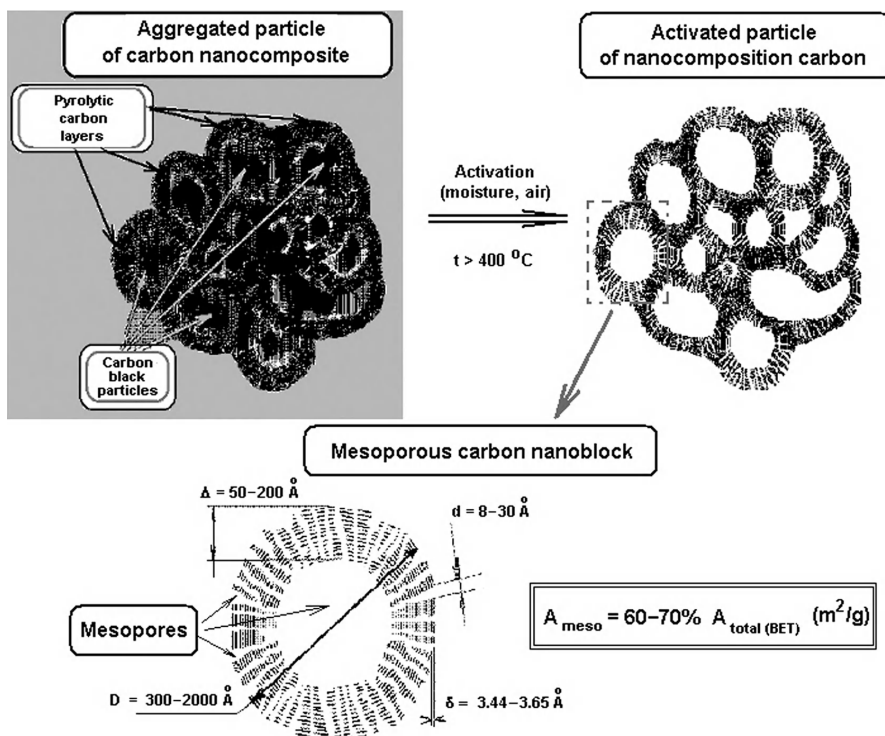 Aggregated particle
of carbon nanocomposite
Activated particle
of nanocomposition carbon
Pyrolytic
carbon
layers
Activation
(moisture, air)
t > 400 °C
Carbon
black
particles
Mesoporous carbon nanoblock
Δ = 50–200 Å
d = 8–30 Å
Mesopores
A meso = 60–70% A total (BET) (m²/g)
D = 300–2000 Å
δ = 3.44–3.65 Å